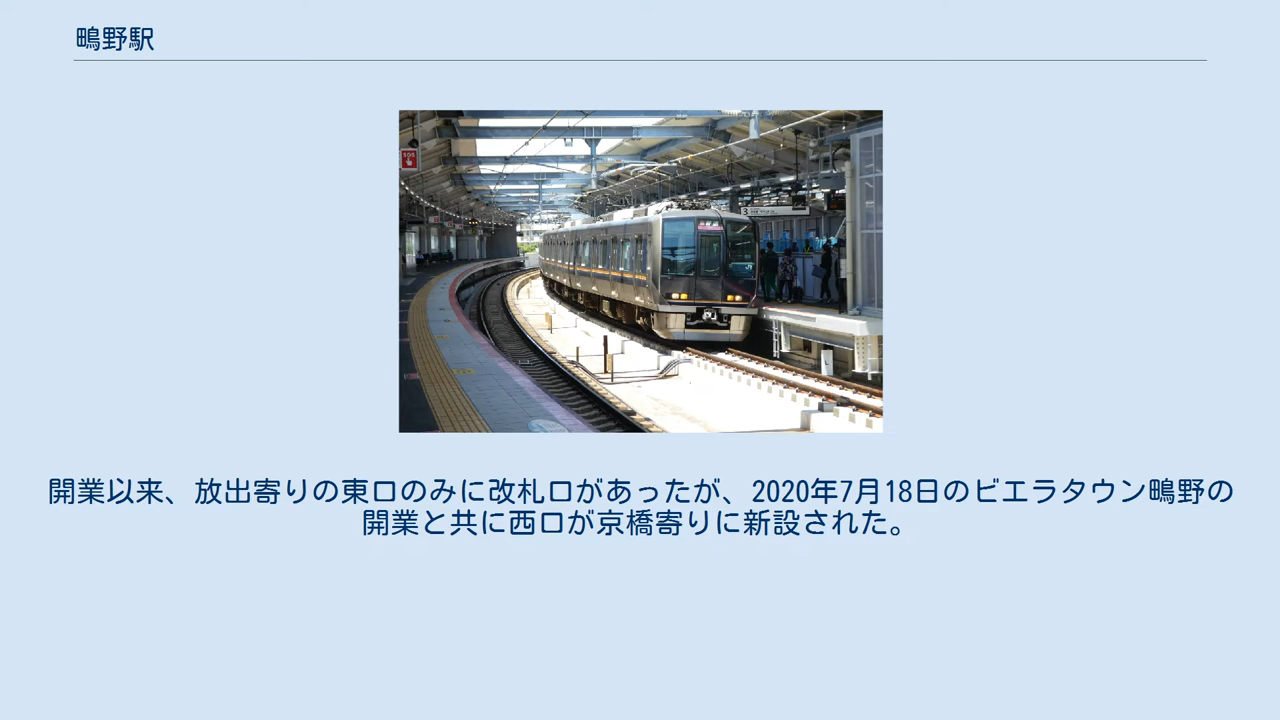 鴫野駅
SOS
3
開業以来、放出寄りの東口のみに改札口があったが、2020年7月18日のビエラタウン鴫野の
開業と共に西口が京橋寄りに新設された。